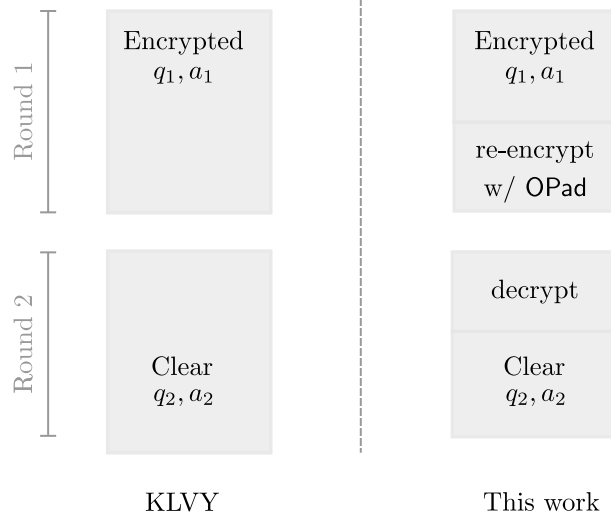 Round 1
Encrypted
q₁, a₁
Encrypted
q₁, a₁
re-encrypt
w/ OPad
Round 2
Clear
q₂, a₂
decrypt
Clear
q₂, a₂
KLVY
This work